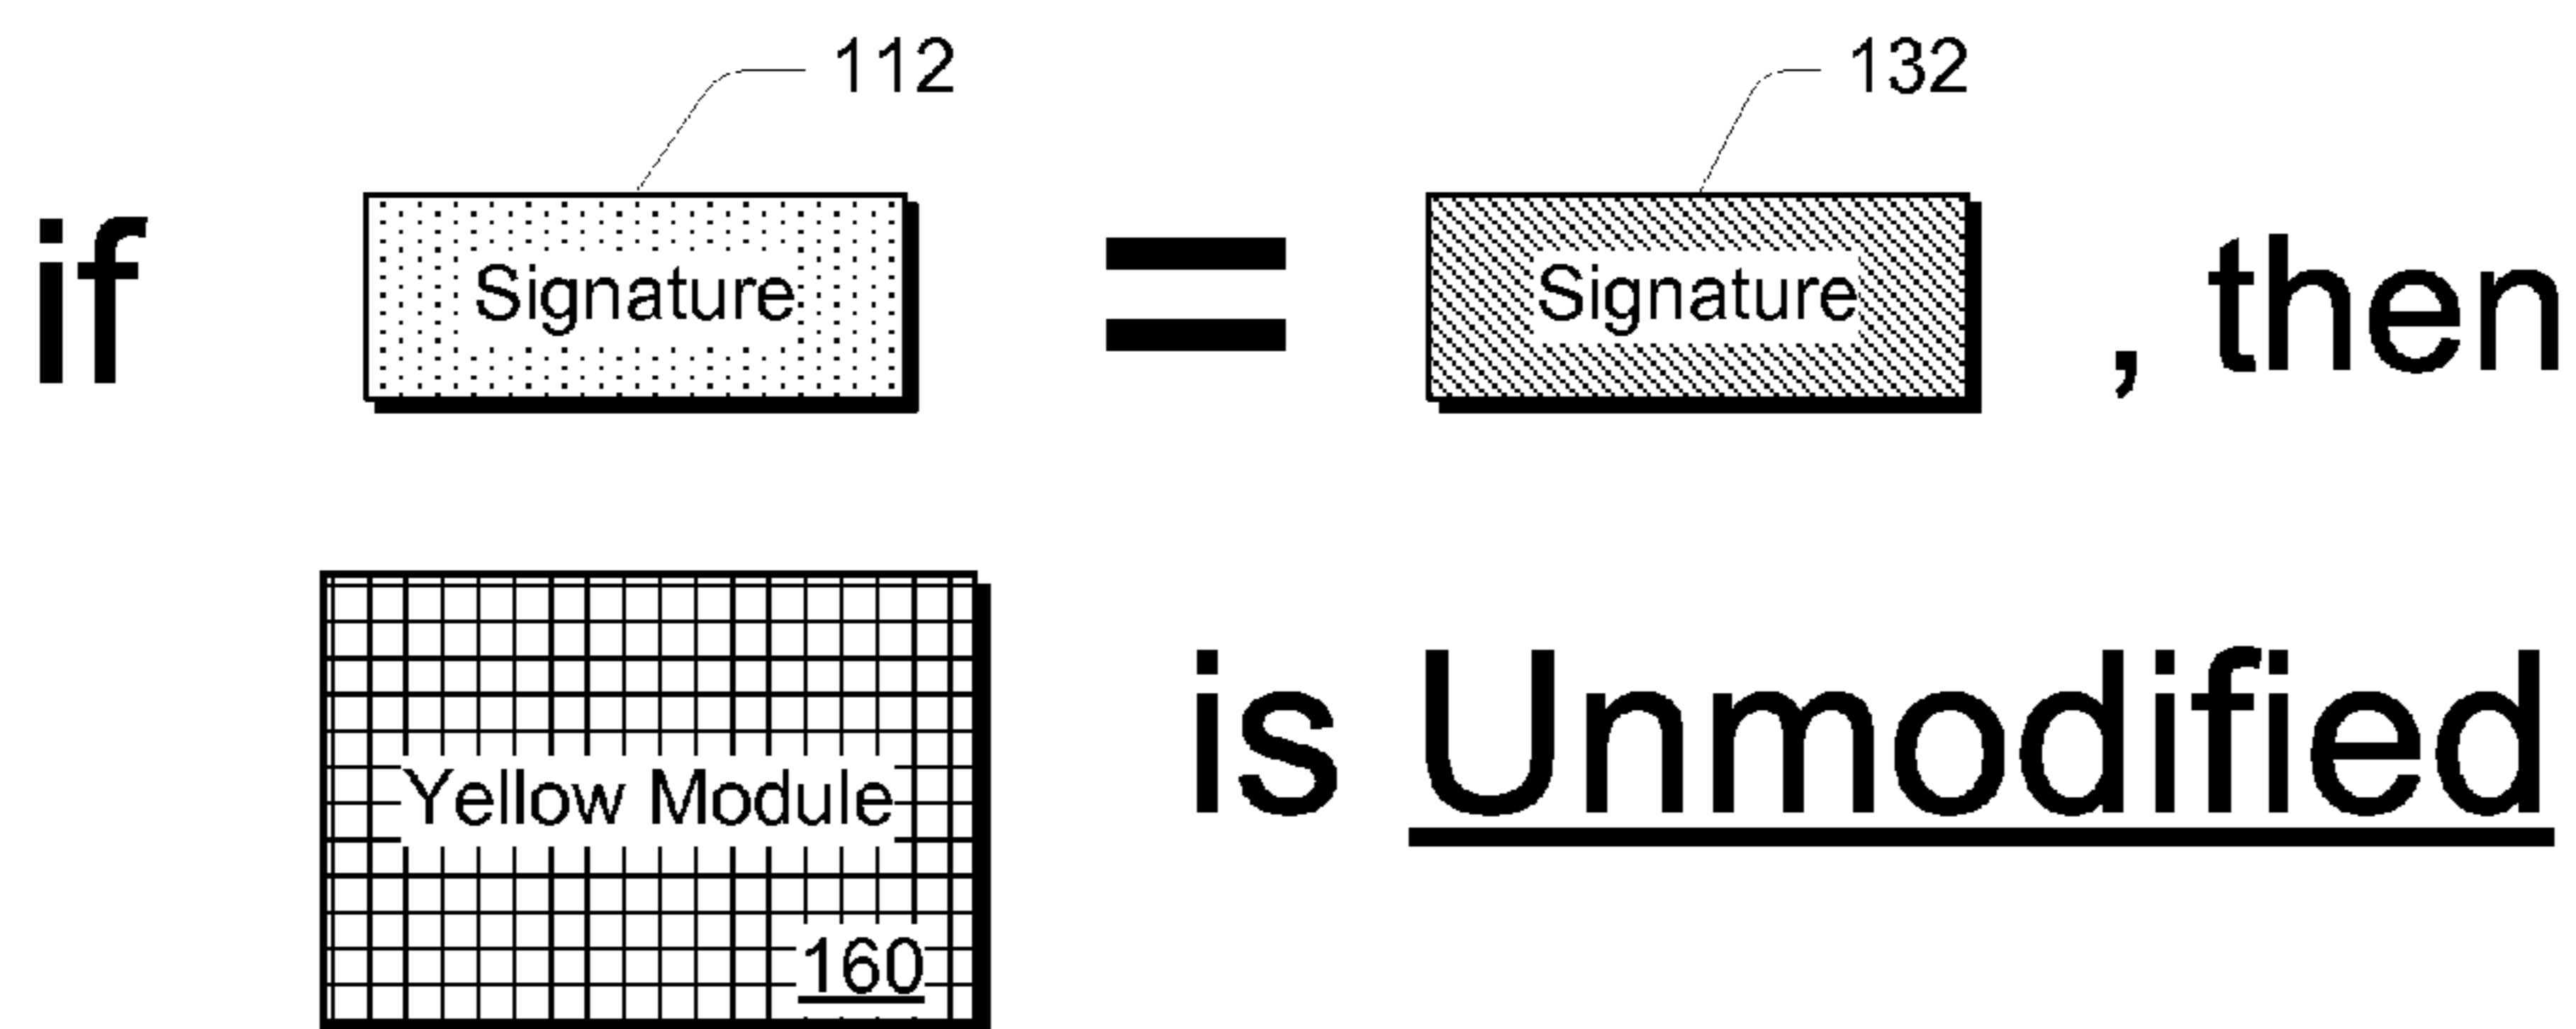 112 132
if Signature = Signature , then
Yellow Module is Unmodified
160